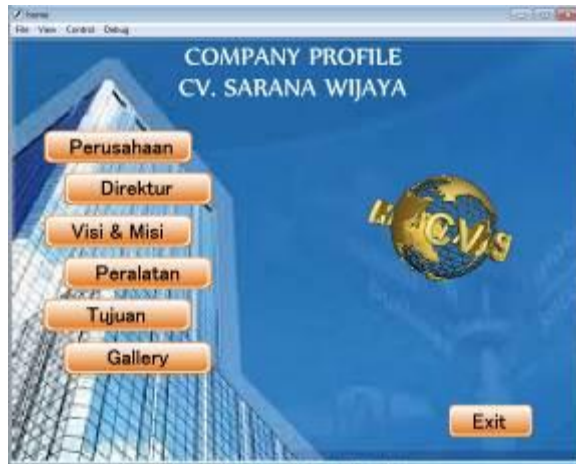 home
File View Control Debug
COMPANY PROFILE
CV. SARANA WIJAYA
Perusahaan
Direktur
Visi & Misi
Peralatan
Tujuan
Gallery
Exit